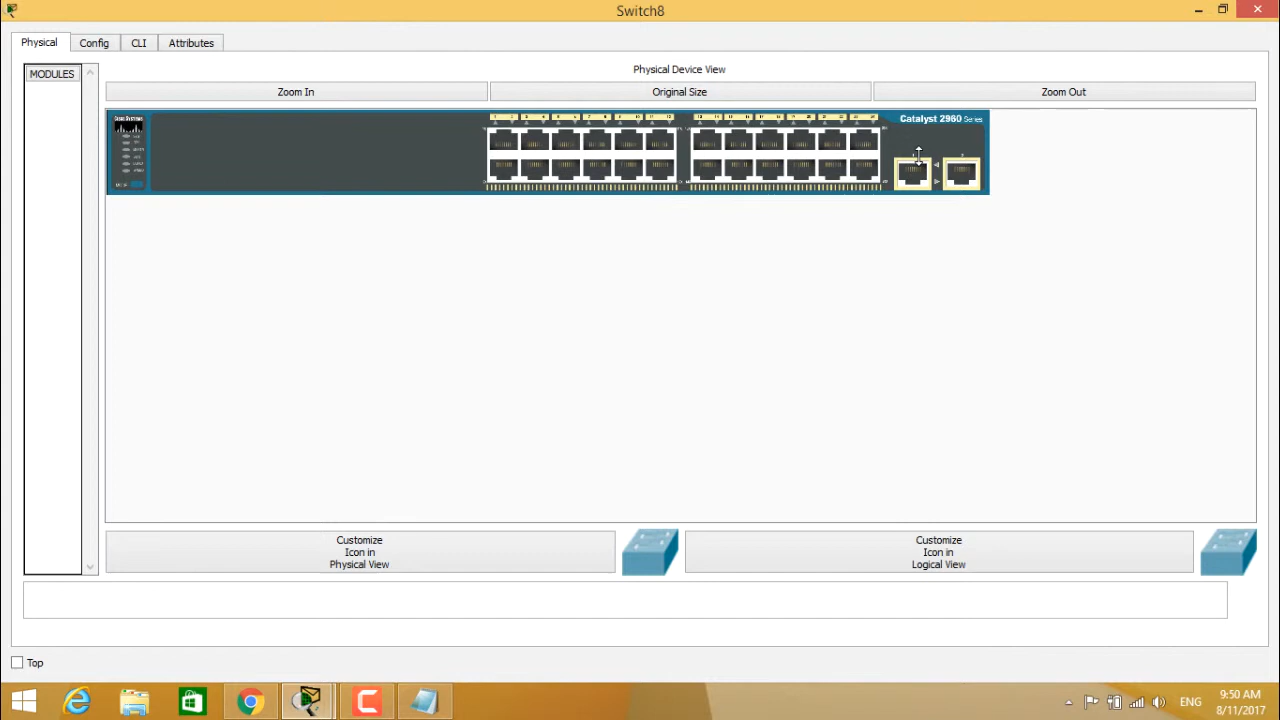 Switch8
Physical
Config
CLI
Attributes
MODULES
Physical Device View
Zoom In
Original Size
Zoom Out
Catalyst 2960 Series
Customize
Icon in
Physical View
Customize
Icon in
Logical View
Top
ENG
9:50 AM
8/11/2017